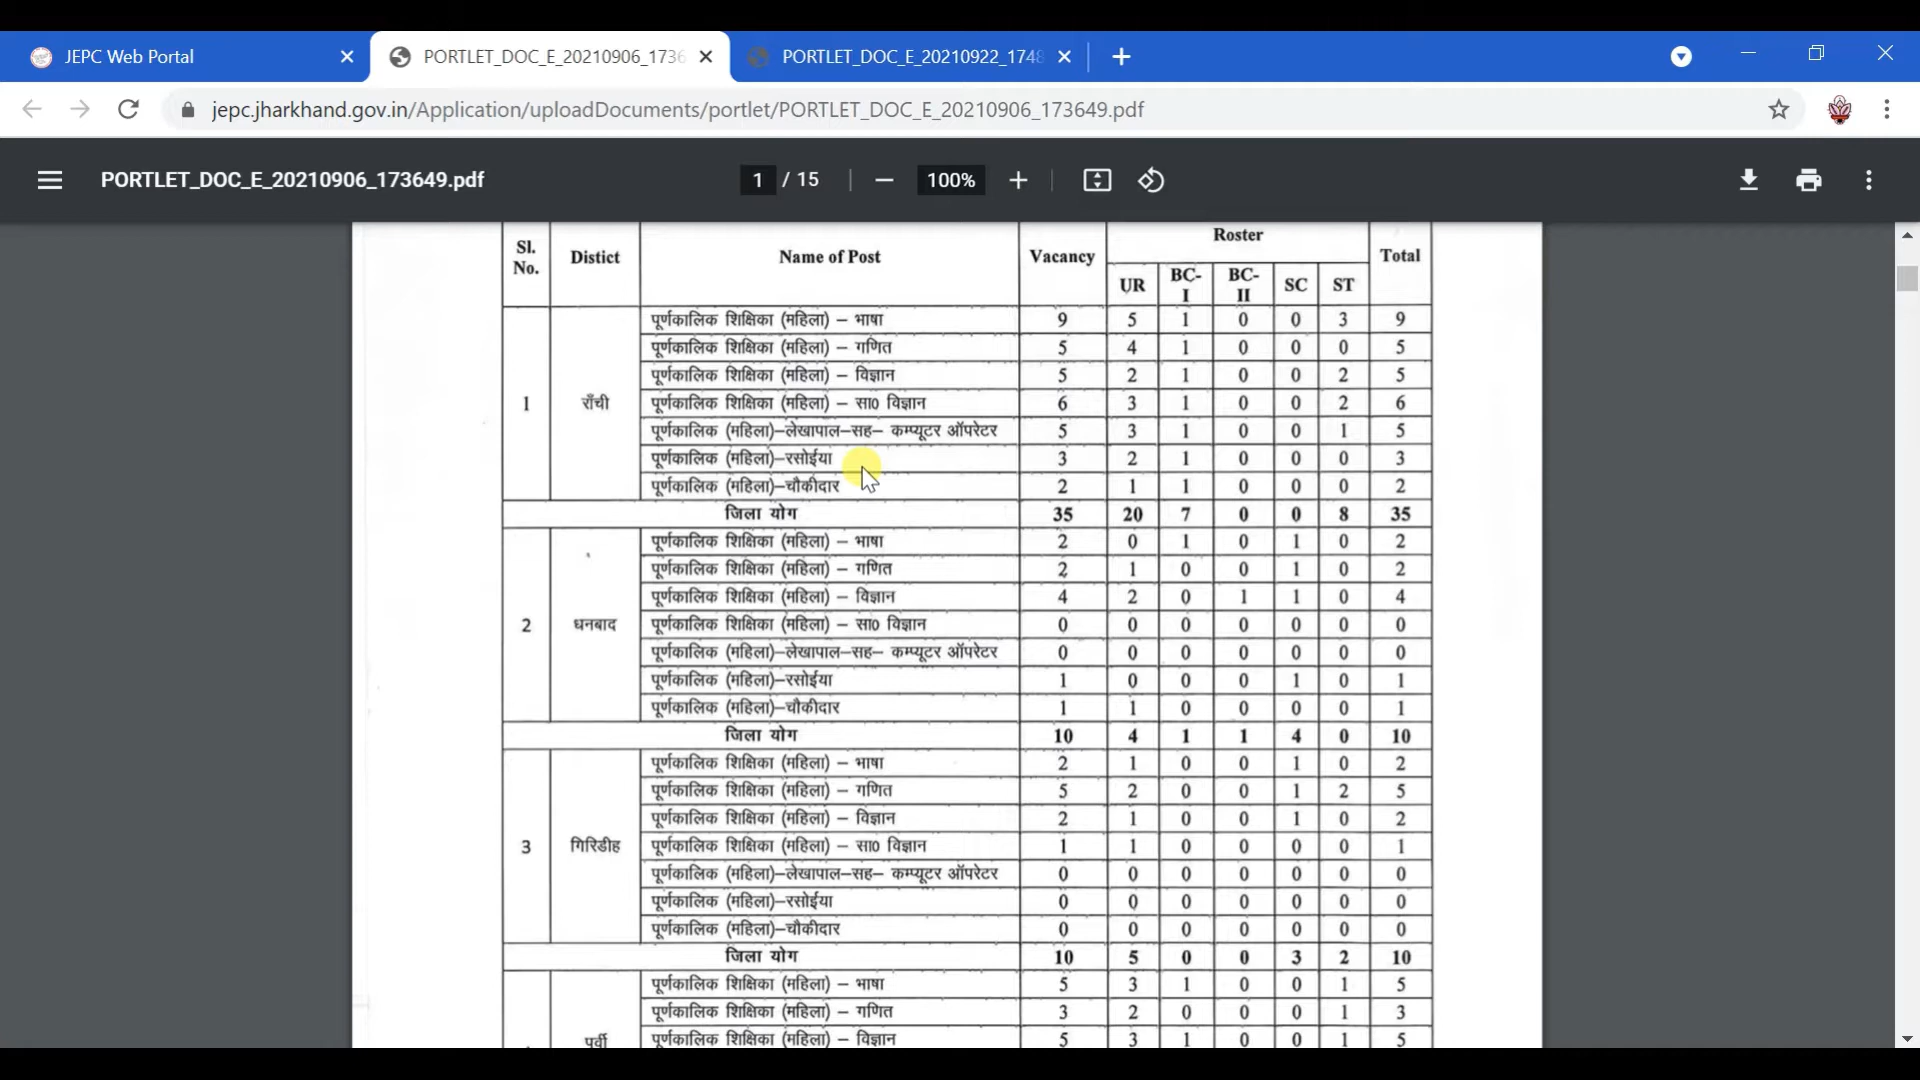 JEPC Web Portal
PORTLET_DOC_E_20210906_1736
PORTLET_DOC_E_20210922_1748
jepc.jharkhand.gov.in/Application/uploadDocuments/portlet/PORTLET_DOC_E_20210906_173649.pdf
PORTLET_DOC_E_20210906_173649.pdf 1 / 15 100%
Sl. No. Distict Name of Post Vacancy Roster Total
UR BC-I BC-II SC ST
पूर्णकालिक शिक्षिका (महिला) – भाषा 9 5 1 0 0 3 9
पूर्णकालिक शिक्षिका (महिला) – गणित 5 4 1 0 0 0 5
पूर्णकालिक शिक्षिका (महिला) – विज्ञान 5 2 1 0 0 2 5
1 राँची पूर्णकालिक शिक्षिका (महिला) – सा0 विज्ञान 6 3 1 0 0 2 6
पूर्णकालिक (महिला)–लेखापाल–सह– कम्प्यूटर ऑपरेटर 5 3 1 0 0 1 5
पूर्णकालिक (महिला)–रसोईया 3 2 1 0 0 0 3
पूर्णकालिक (महिला)–चौकीदार 2 1 1 0 0 0 2
जिला योग 35 20 7 0 0 8 35
पूर्णकालिक शिक्षिका (महिला) – भाषा 2 0 1 0 1 0 2
पूर्णकालिक शिक्षिका (महिला) – गणित 2 1 0 0 1 0 2
पूर्णकालिक शिक्षिका (महिला) – विज्ञान 4 2 0 1 1 0 4
2 धनबाद पूर्णकालिक शिक्षिका (महिला) – सा0 विज्ञान 0 0 0 0 0 0 0
पूर्णकालिक (महिला)–लेखापाल–सह– कम्प्यूटर ऑपरेटर 0 0 0 0 0 0 0
पूर्णकालिक (महिला)–रसोईया 1 0 0 0 1 0 1
पूर्णकालिक (महिला)–चौकीदार 1 1 0 0 0 0 1
जिला योग 10 4 1 1 4 0 10
पूर्णकालिक शिक्षिका (महिला) – भाषा 2 1 0 0 1 0 2
पूर्णकालिक शिक्षिका (महिला) – गणित 5 2 0 0 1 2 5
पूर्णकालिक शिक्षिका (महिला) – विज्ञान 2 1 0 0 1 0 2
3 गिरिडीह पूर्णकालिक शिक्षिका (महिला) – सा0 विज्ञान 1 1 0 0 0 0 1
पूर्णकालिक (महिला)–लेखापाल–सह– कम्प्यूटर ऑपरेटर 0 0 0 0 0 0 0
पूर्णकालिक (महिला)–रसोईया 0 0 0 0 0 0 0
पूर्णकालिक (महिला)–चौकीदार 0 0 0 0 0 0 0
जिला योग 10 5 0 0 3 2 10
पूर्णकालिक शिक्षिका (महिला) – भाषा 5 3 1 0 0 1 5
पूर्णकालिक शिक्षिका (महिला) – गणित 3 2 0 0 0 1 3
पूर्वी पूर्णकालिक शिक्षिका (महिला) – विज्ञान 5 3 1 0 0 1 5